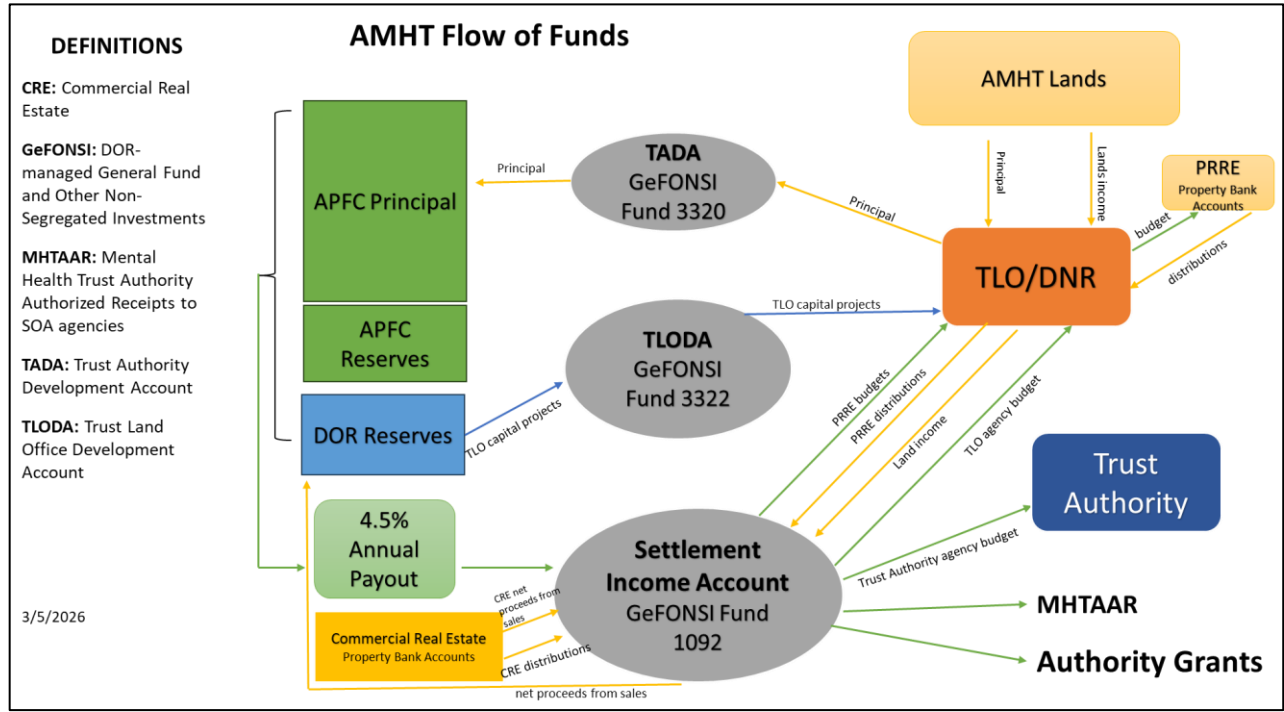 AMHT Flow of Funds
DEFINITIONS
CRE: Commercial Real
Estate
GeFONSI: DOR-
managed General Fund
and Other Non-
Segregated Investments
MHTAAR: Mental
Health Trust Authority
Authorized Receipts to
SOA agencies
TADA: Trust Authority
Development Account
TLODA: Trust Land
Office Development
Account
3/5/2026
APFC Principal
APFC
Reserves
DOR Reserves
4.5%
Annual
Payout
Commercial Real Estate
Property Bank Accounts
Principal
TADA
GeFONSI
Fund 3320
Principal
TLODA
GeFONSI
Fund 3322
TLO capital projects
TLO capital projects
AMHT Lands
Principal
Lands income
PRRE
Property Bank
Accounts
budget
distributions
TLO/DNR
PRRE budgets
PRRE distributions
Land income
TLO agency budget
Settlement
Income Account
GeFONSI Fund
1092
CRE net
proceeds from
sales
CRE distributions
net proceeds from sales
Trust
Authority
Trust Authority agency budget
MHTAAR
Authority Grants